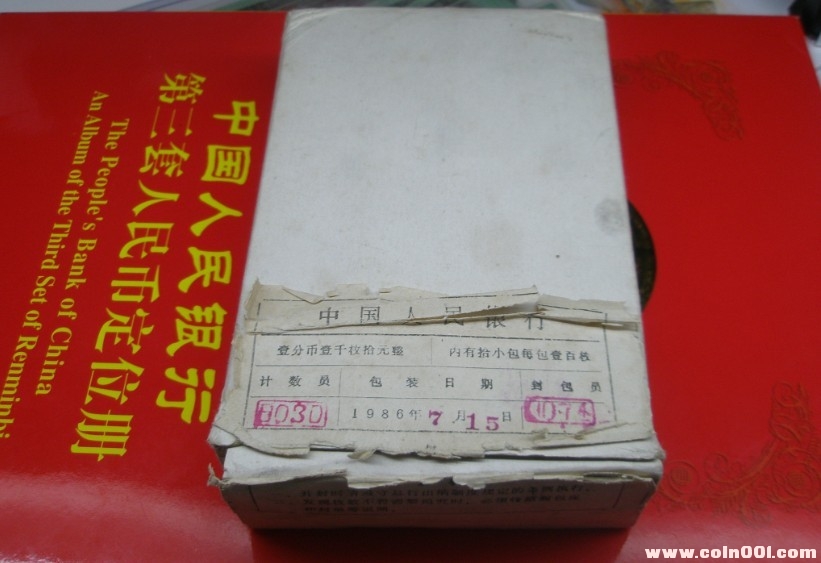 中国人民银行
第三套人民币定位册
The People's Bank of China
An Album of the Third Set of Renminbi
中国人民银行
壹分币壹千枚拾元整 内有拾小包每包壹百枚
计数员 包装日期 封包员
8030 1986年7月15日
www.coin001.com